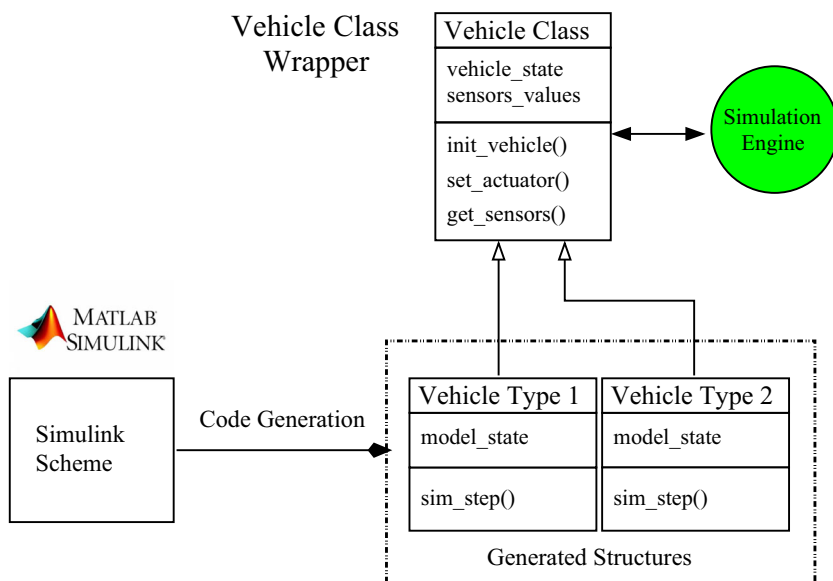 Vehicle Class
Wrapper
Vehicle Class
vehicle_state
sensors_values
init_vehicle()
set_actuator()
get_sensors()
Simulation
Engine
MATLAB
SIMULINK
Simulink
Scheme
Code Generation
Vehicle Type 1
model_state
sim_step()
Vehicle Type 2
model_state
sim_step()
Generated Structures